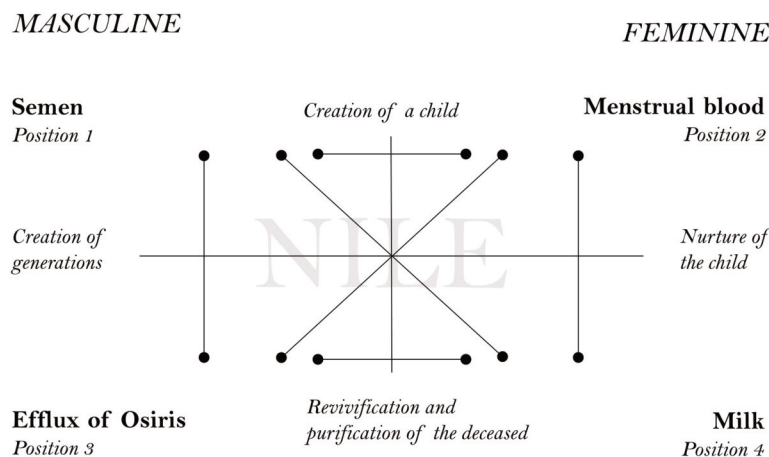 MASCULINE
FEMININE
Semen
Position 1
Creation of a child
Menstrual blood
Position 2
Creation of
generations
NILE
Nurture of
the child
Efflux of Osiris
Position 3
Revivification and
purification of the deceased
Milk
Position 4